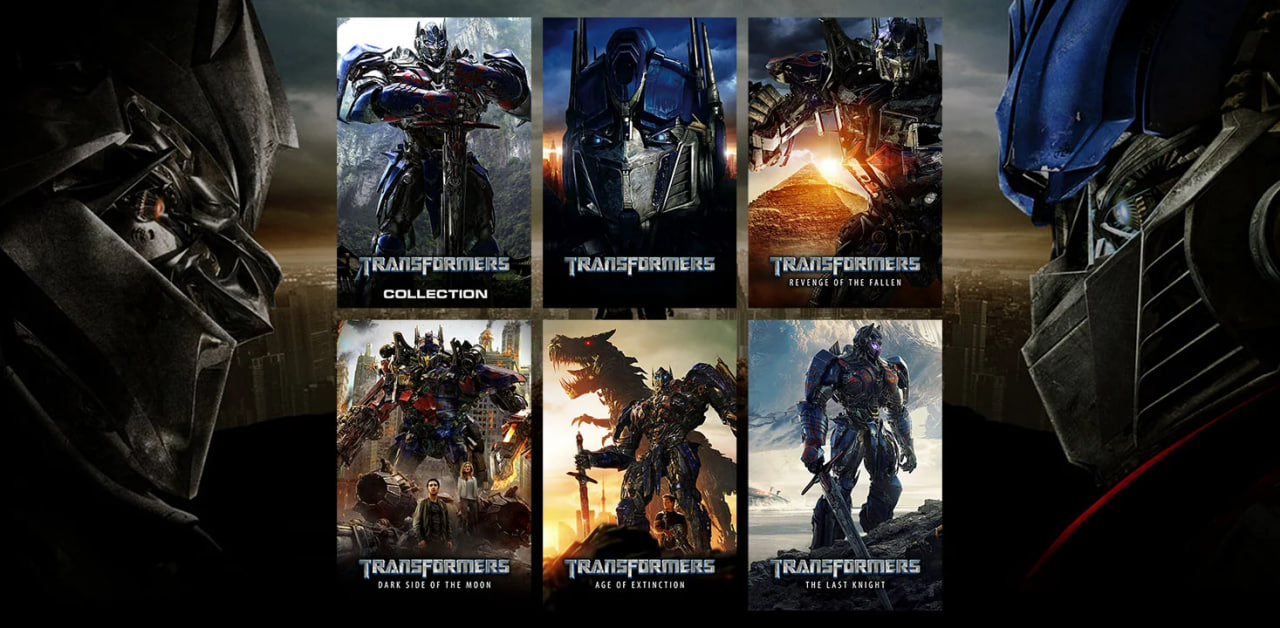 TRANSFORMERS
COLLECTION
TRANSFORMERS
TRANSFORMERS
REVENGE OF THE FALLEN
TRANSFORMERS
DARK SIDE OF THE MOON
TRANSFORMERS
AGE OF EXTINCTION
TRANSFORMERS
THE LAST KNIGHT